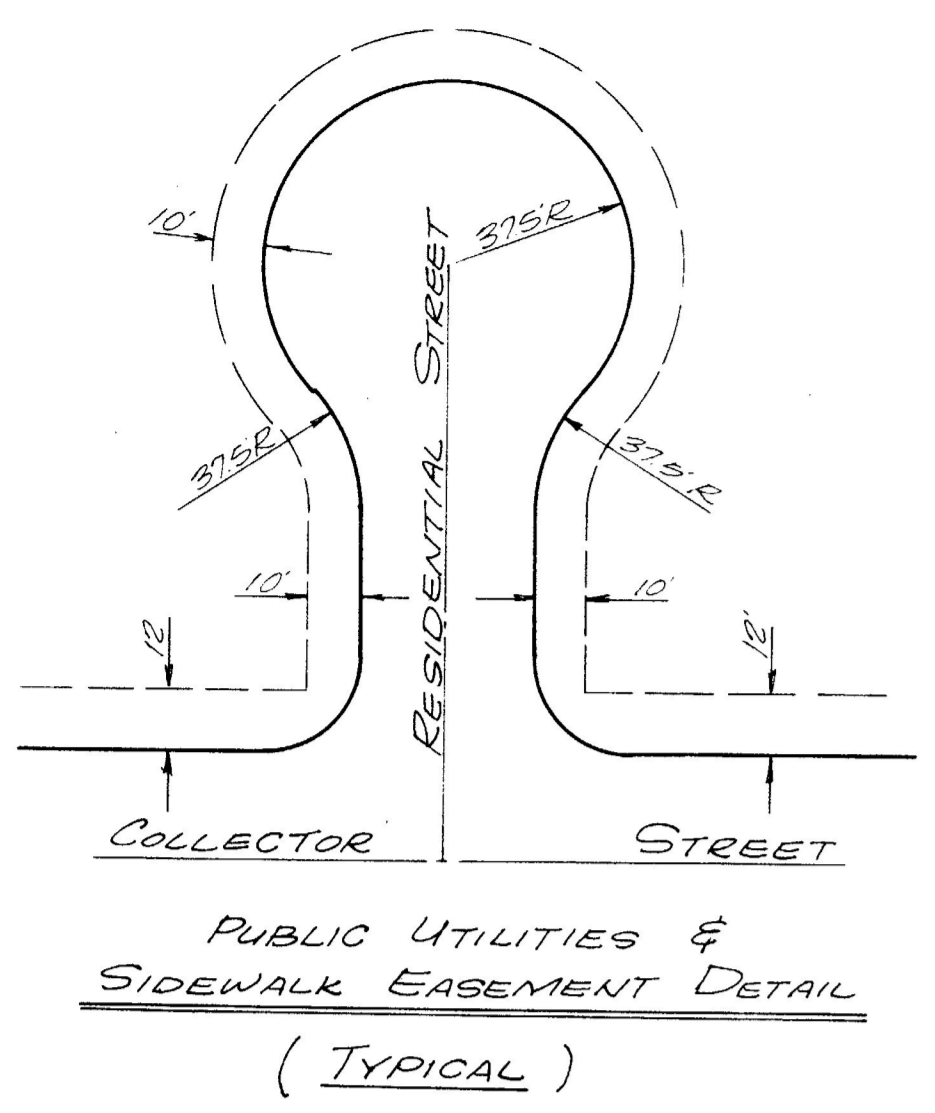 10'
37.5'R
RESIDENTIAL STREET
37.5'R
37.5'R
10'
10'
12'
12'
COLLECTOR STREET
PUBLIC UTILITIES &
SIDEWALK EASEMENT DETAIL
( TYPICAL )